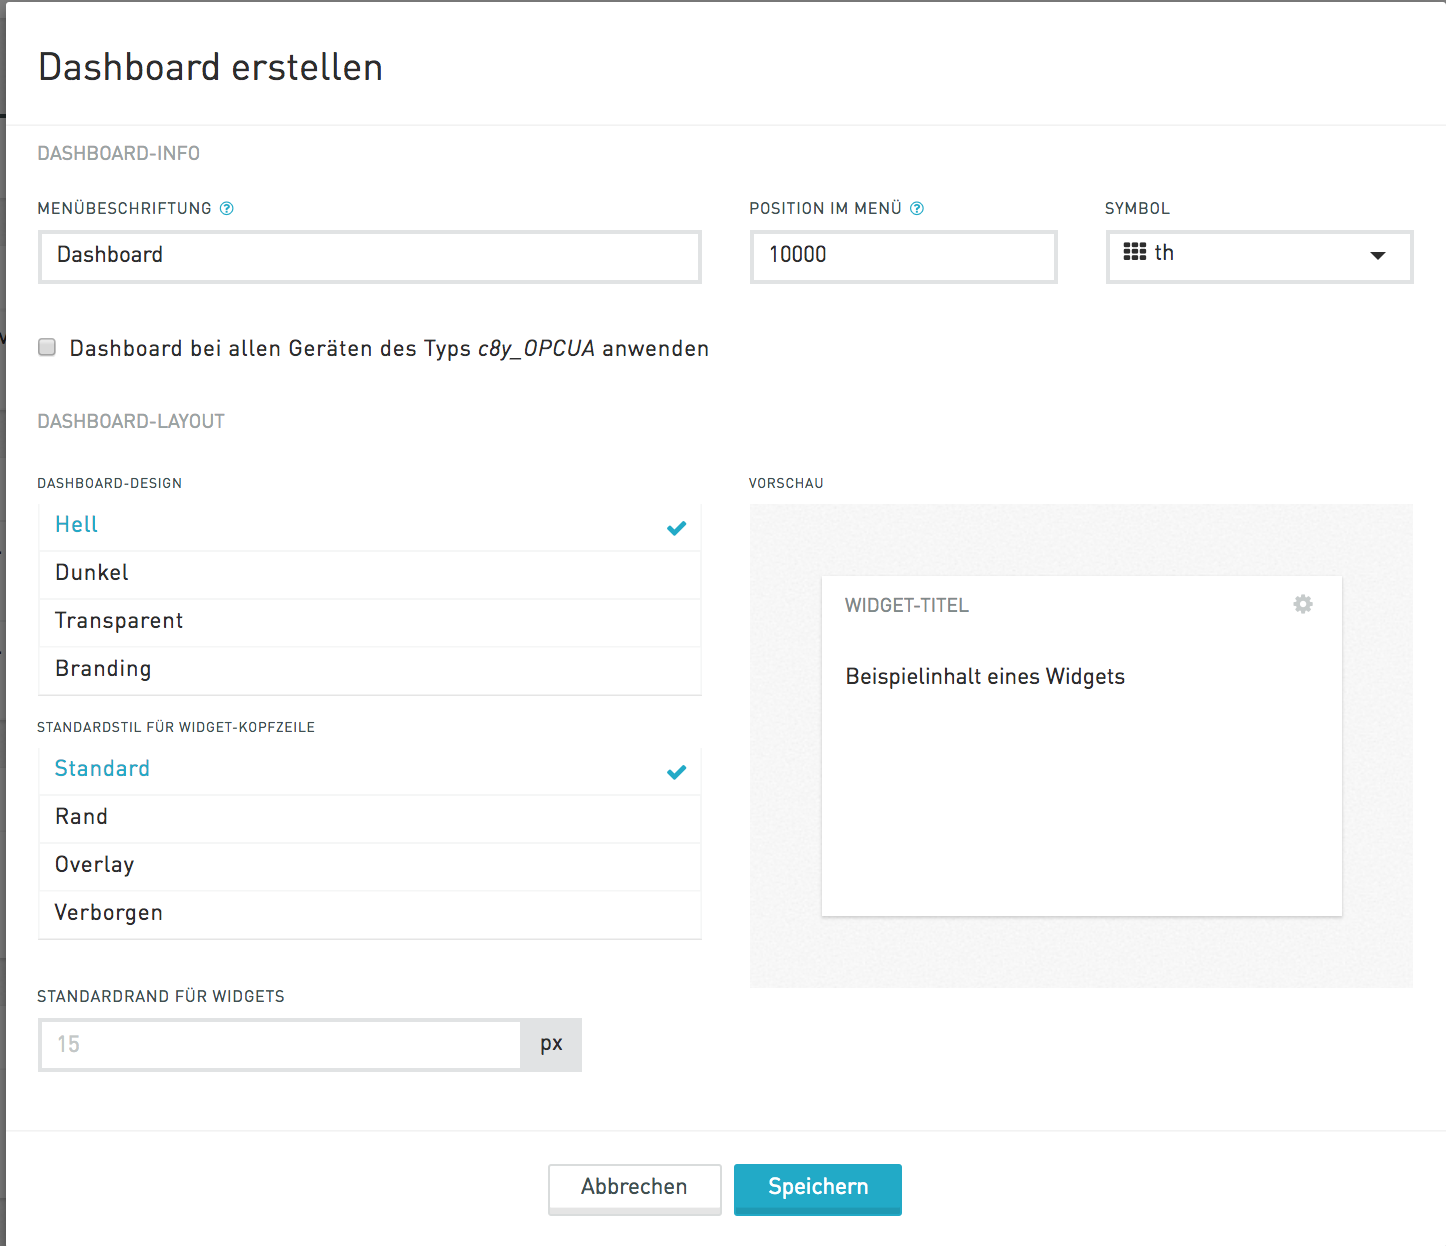 Dashboard erstellen
DASHBOARD-INFO
MENÜBESCHRIFTUNG ?
POSITION IM MENÜ ?
SYMBOL
Dashboard
10000
th
Dashboard bei allen Geräten des Typs c8y_OPCUA anwenden
DASHBOARD-LAYOUT
DASHBOARD-DESIGN
Hell
Dunkel
Transparent
Branding
STANDARDSTIL FÜR WIDGET-KOPFZEILE
Standard
Rand
Overlay
Verborgen
STANDARDRAND FÜR WIDGETS
15 px
VORSCHAU
WIDGET-TITEL
Beispielinhalt eines Widgets
Abbrechen
Speichern